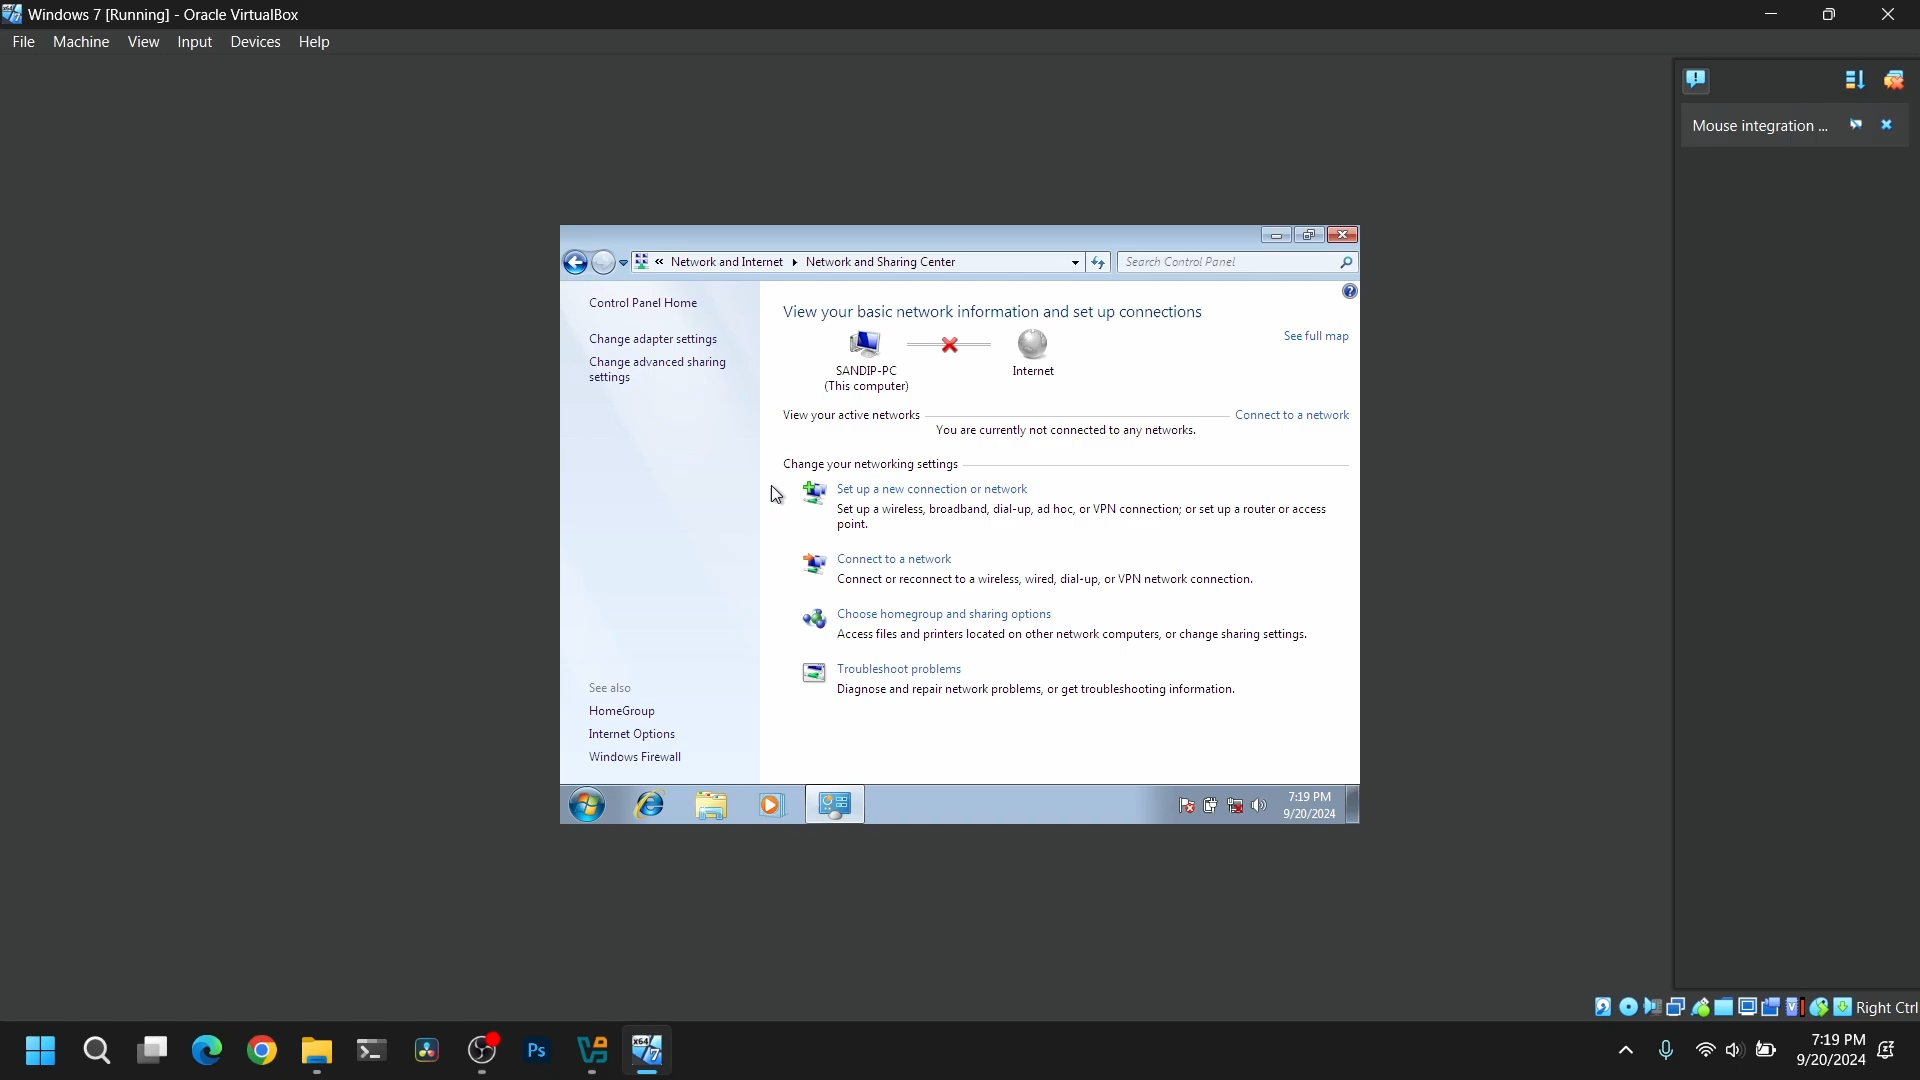 Windows 7 [Running] - Oracle VirtualBox
File Machine View Input Devices Help
Mouse integration ...
« Network and Internet Network and Sharing Center
Search Control Panel
Control Panel Home
Change adapter settings
Change advanced sharing
settings
View your basic network information and set up connections
See full map
SANDIP-PC
(This computer)
Internet
View your active networks
Connect to a network
You are currently not connected to any networks.
Change your networking settings
Set up a new connection or network
Set up a wireless, broadband, dial-up, ad hoc, or VPN connection; or set up a router or access
point.
Connect to a network
Connect or reconnect to a wireless, wired, dial-up, or VPN network connection.
Choose homegroup and sharing options
Access files and printers located on other network computers, or change sharing settings.
Troubleshoot problems
Diagnose and repair network problems, or get troubleshooting information.
See also
HomeGroup
Internet Options
Windows Firewall
7:19 PM
9/20/2024
Right Ctrl
Ps
x64
7
7:19 PM
9/20/2024